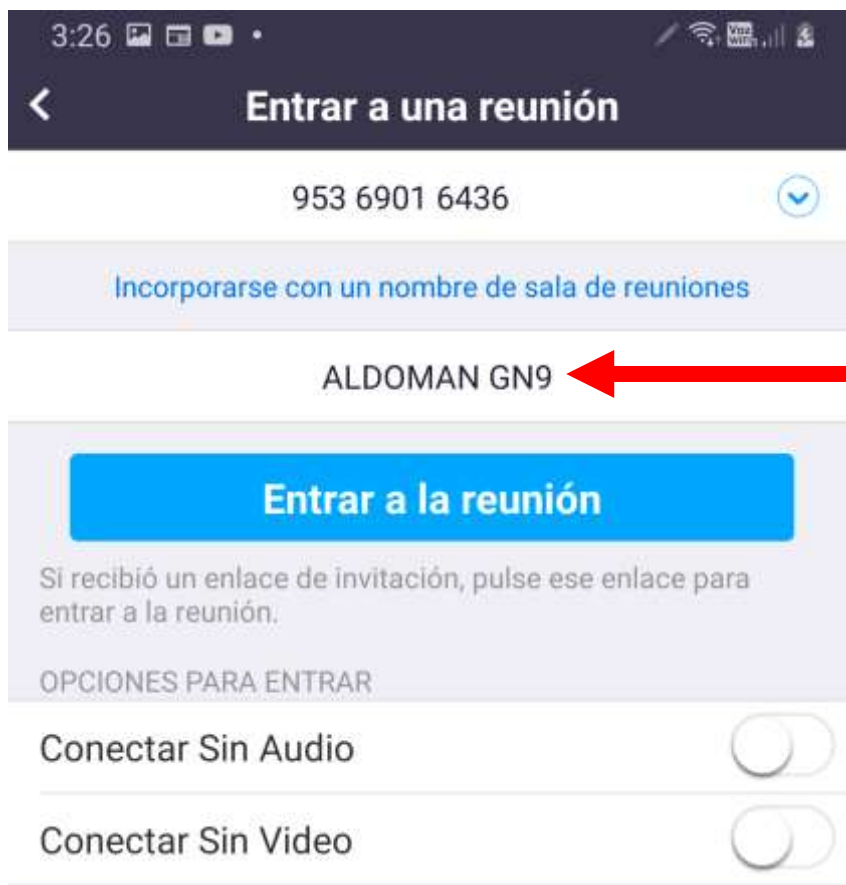 3:26
Voz
WiFi
Entrar a una reunión
953 6901 6436
Incorporarse con un nombre de sala de reuniones
ALDOMAN GN9
Entrar a la reunión
Si recibió un enlace de invitación, pulse ese enlace para
entrar a la reunión.
OPCIONES PARA ENTRAR
Conectar Sin Audio
Conectar Sin Video